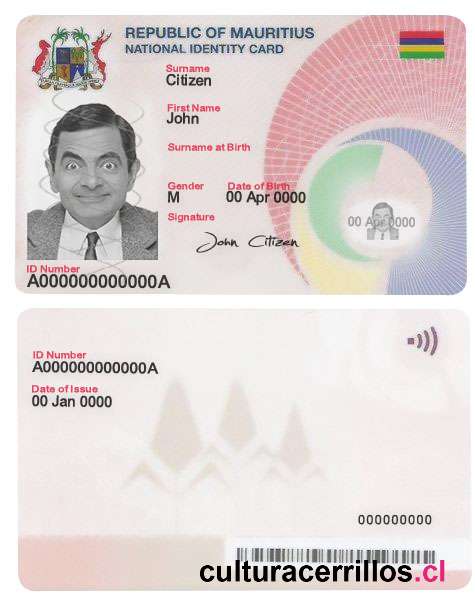 REPUBLIC OF MAURITIUS
NATIONAL IDENTITY CARD
Surname
Citizen
First Name
John
Surname at Birth
Gender Date of Birth
M 00 Apr 0000
00 Apr 0000
Signature
John Citizen
ID Number
A000000000000A
ID Number
A000000000000A
Date of Issue
00 Jan 0000
000000000
culturacerrillos.cl